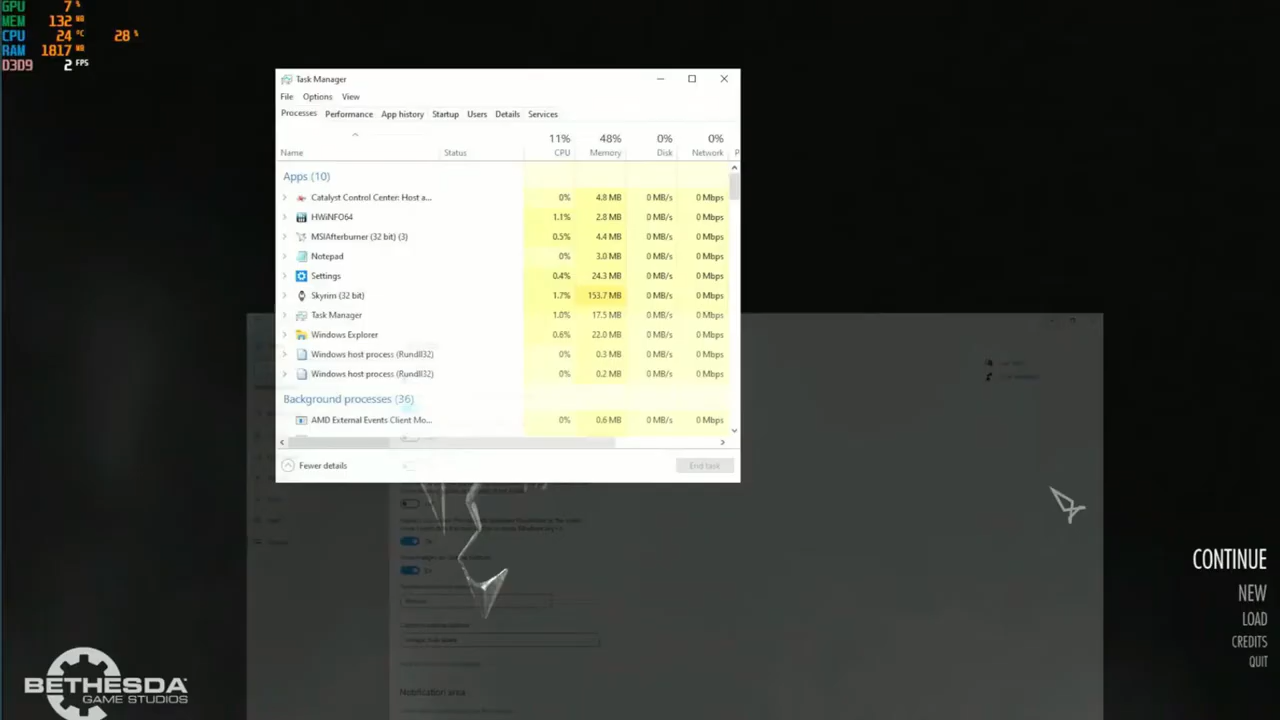 GPU 7 %
MEM 132 MB
CPU 24 °C 28 %
RAM 1817 MB
D3D9 2 FPS
Task Manager
File Options View
Processes Performance App history Startup Users Details Services
11% 48% 0% 0%
Name Status CPU Memory Disk Network P
Apps (10)
Catalyst Control Center: Host a... 0% 4.8 MB 0 MB/s 0 Mbps
HWiNFO64 1.1% 2.8 MB 0 MB/s 0 Mbps
MSIAfterburner (32 bit) (3) 0.5% 4.4 MB 0 MB/s 0 Mbps
Notepad 0% 3.0 MB 0 MB/s 0 Mbps
Settings 0.4% 24.3 MB 0 MB/s 0 Mbps
Skyrim (32 bit) 1.7% 153.7 MB 0 MB/s 0 Mbps
Task Manager 1.0% 17.5 MB 0 MB/s 0 Mbps
Windows Explorer 0.6% 22.0 MB 0 MB/s 0 Mbps
Windows host process (Rundll32) 0% 0.3 MB 0 MB/s 0 Mbps
Windows host process (Rundll32) 0% 0.2 MB 0 MB/s 0 Mbps
Background processes (36)
AMD External Events Client Mo... 0% 0.6 MB 0 MB/s 0 Mbps
Fewer details End task
CONTINUE
NEW
LOAD
CREDITS
QUIT
Notification area
BETHESDA
GAME STUDIOS